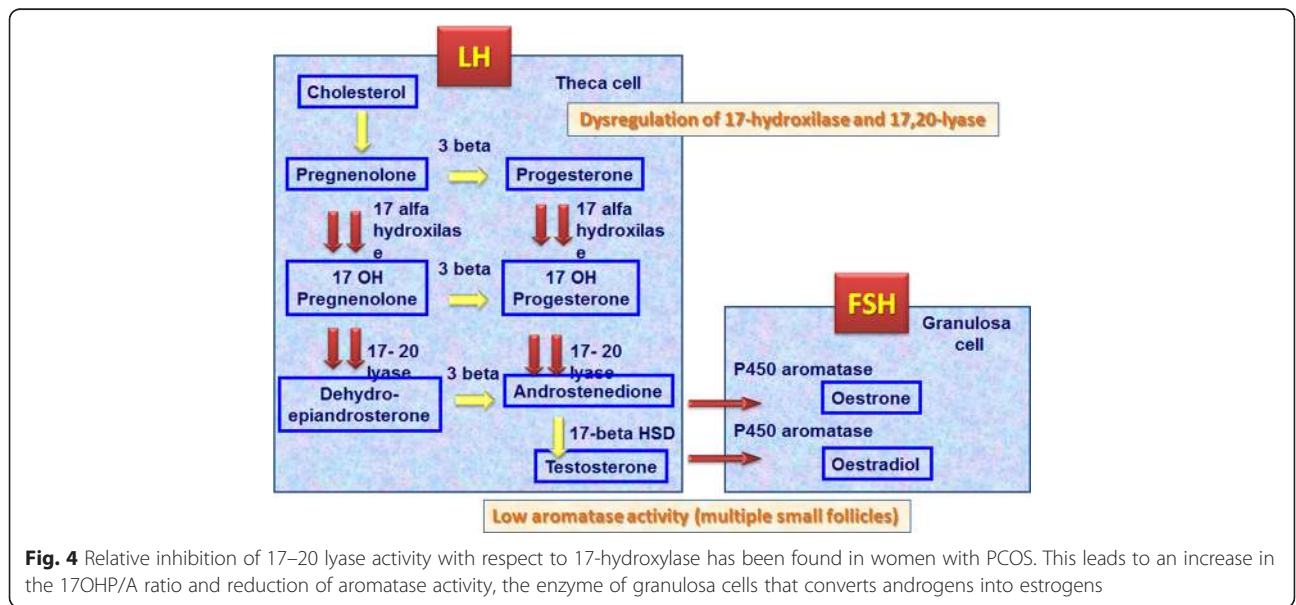 LH
Theca cell
Cholesterol
Dysregulation of 17-hydroxilase and 17,20-lyase
3 beta
Pregnenolone
Progesterone
17 alfa
hydroxilas
e
17 alfa
hydroxilas
e
3 beta
17 OH
Pregnenolone
17 OH
Progesterone
FSH
Granulosa
cell
17- 20
lyase
17- 20
lyase
3 beta
P450 aromatase
Dehydro-
epiandrosterone
Androstenedione
Oestrone
17-beta HSD
P450 aromatase
Testosterone
Oestradiol
Low aromatase activity (multiple small follicles)
Fig. 4 Relative inhibition of 17–20 lyase activity with respect to 17-hydroxylase has been found in women with PCOS. This leads to an increase in
the 17OHP/A ratio and reduction of aromatase activity, the enzyme of granulosa cells that converts androgens into estrogens